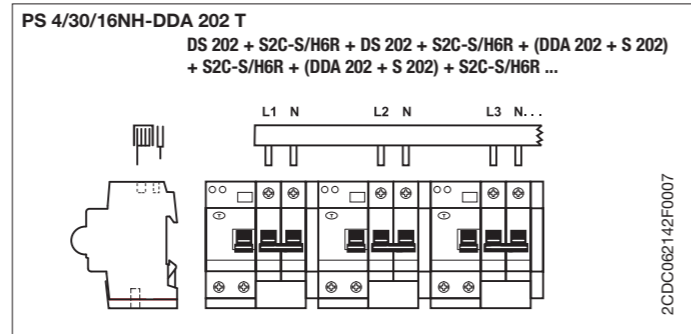 PS 4/30/16NH-DDA 202 T
DS 202 + S2C-S/H6R + DS 202 + S2C-S/H6R + (DDA 202 + S 202)
+ S2C-S/H6R + (DDA 202 + S 202) + S2C-S/H6R ...
L1 N L2 N L3 N...
T T T
2CDC062142F0007